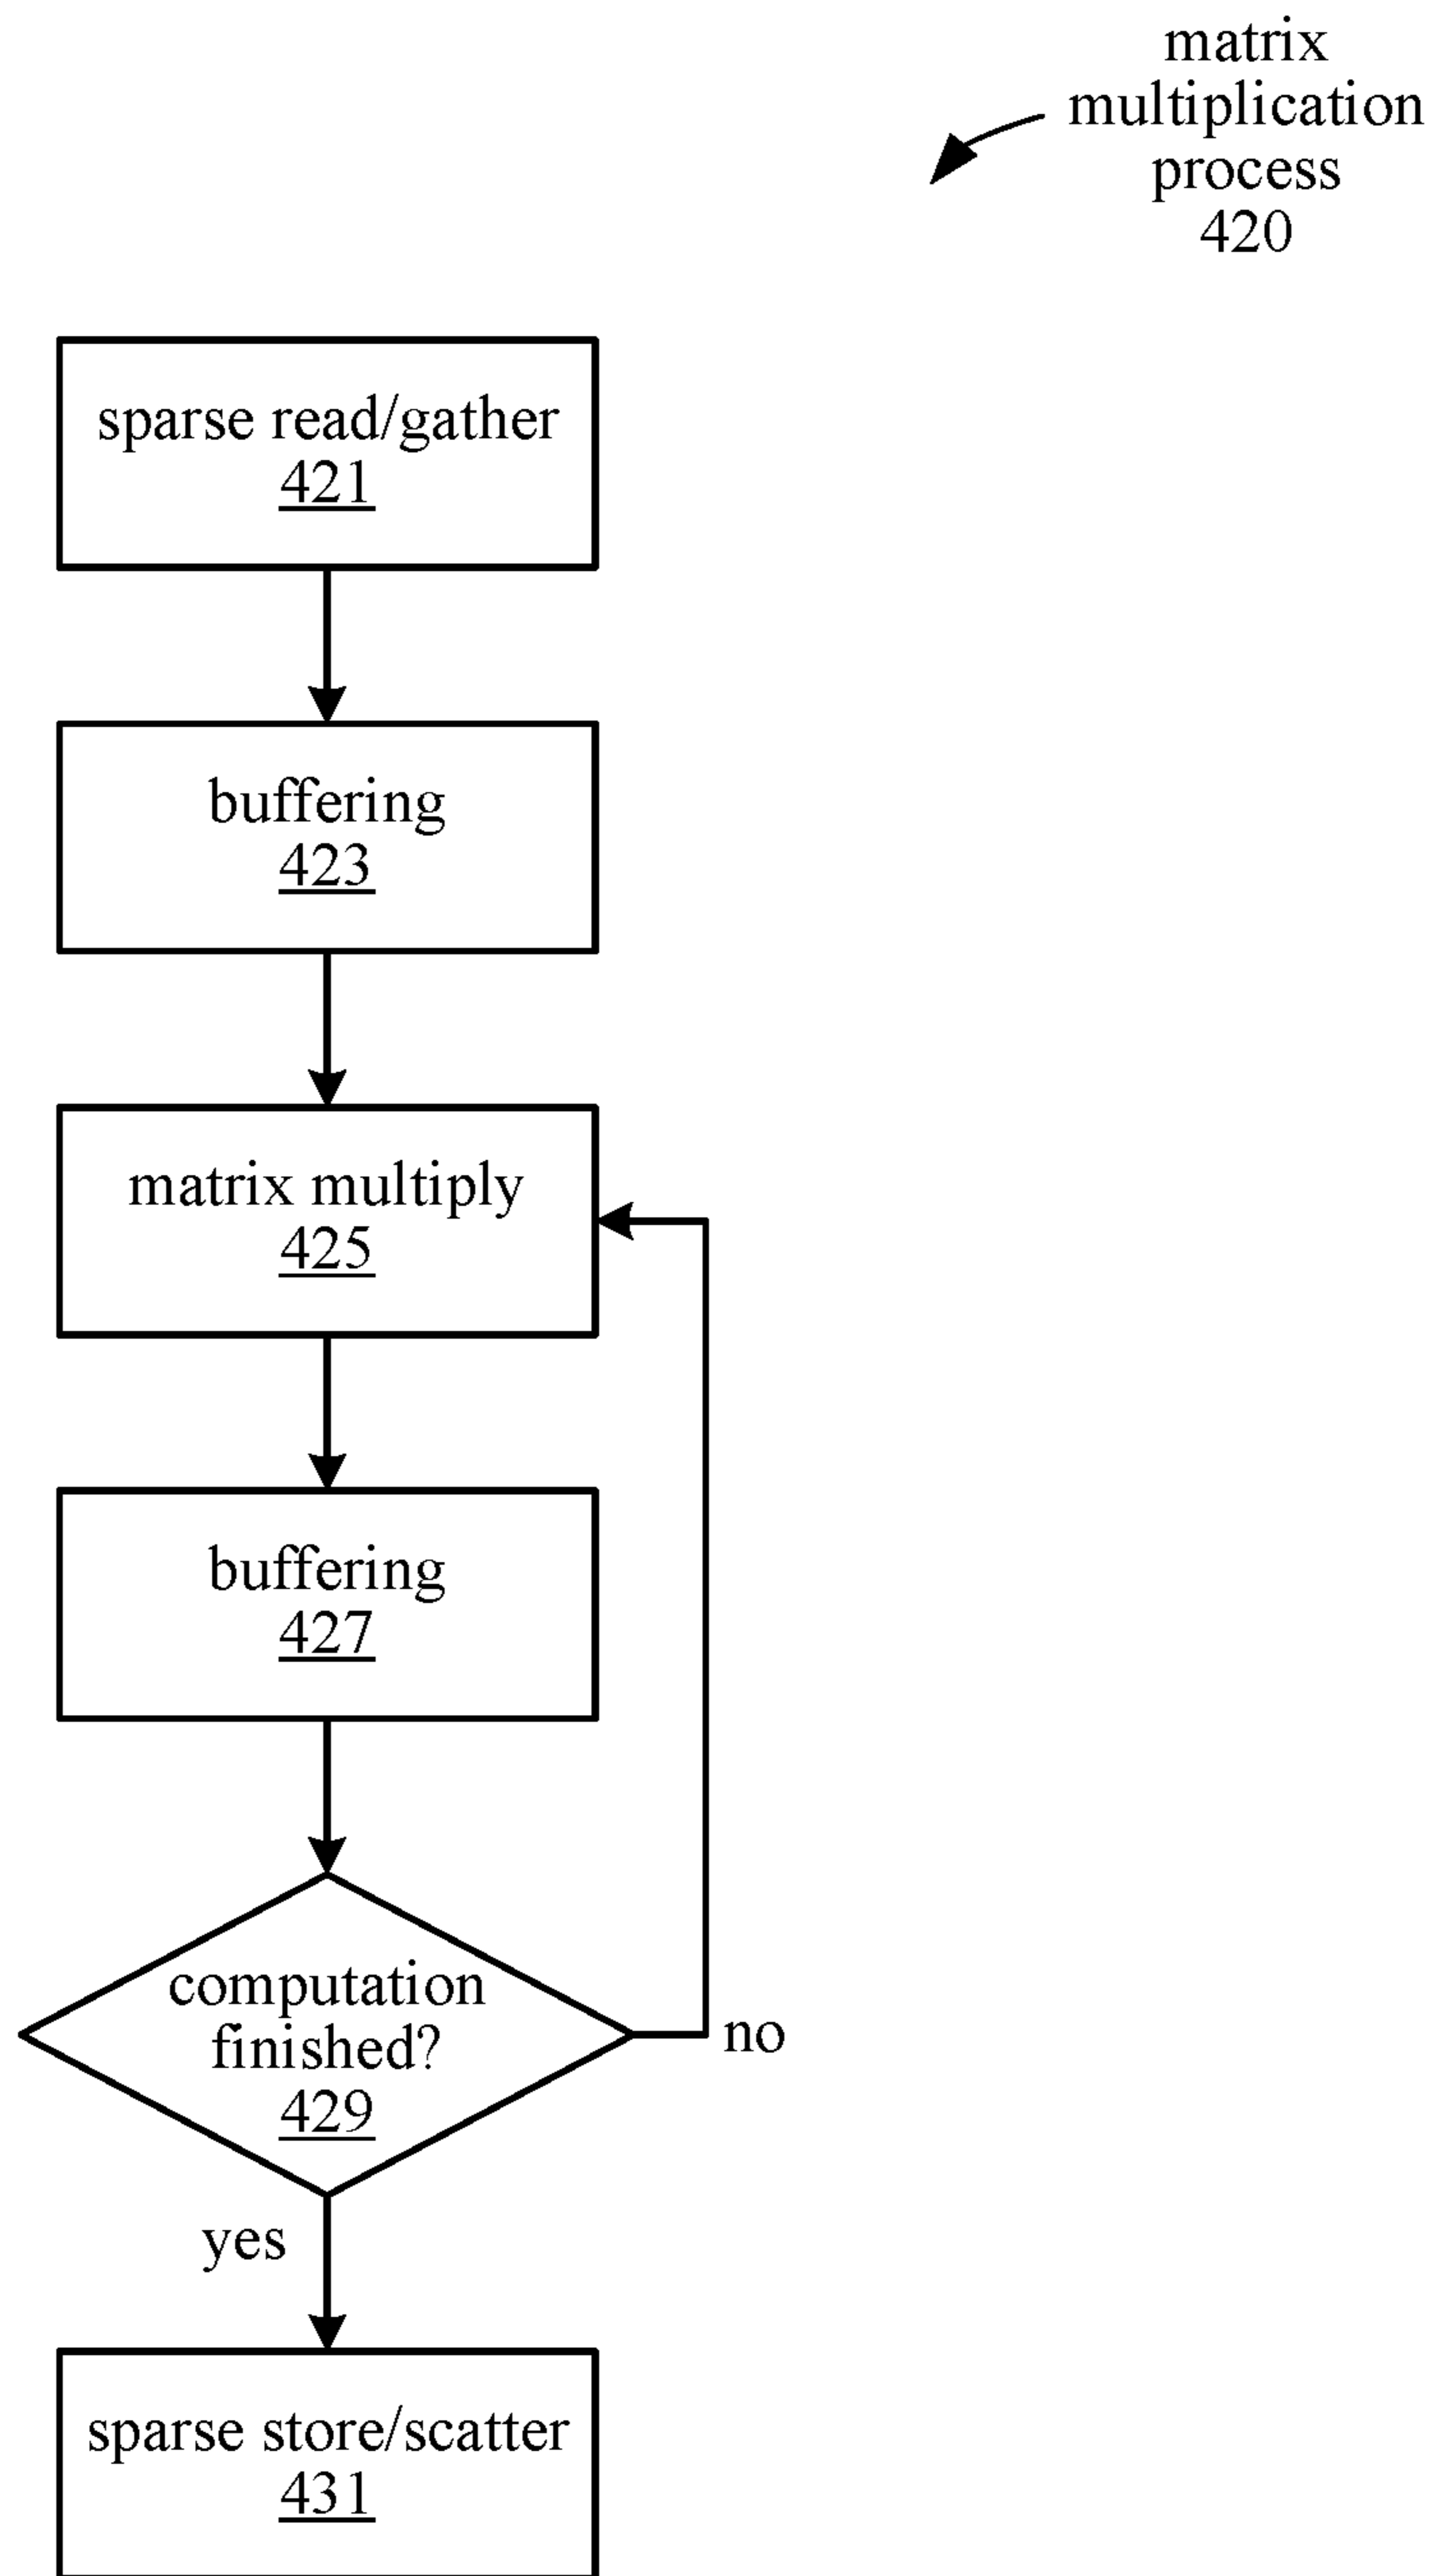 matrix
multiplication
process
420
sparse read/gather
421
buffering
423
matrix multiply
425
buffering
427
computation
finished?
429
no
yes
sparse store/scatter
431